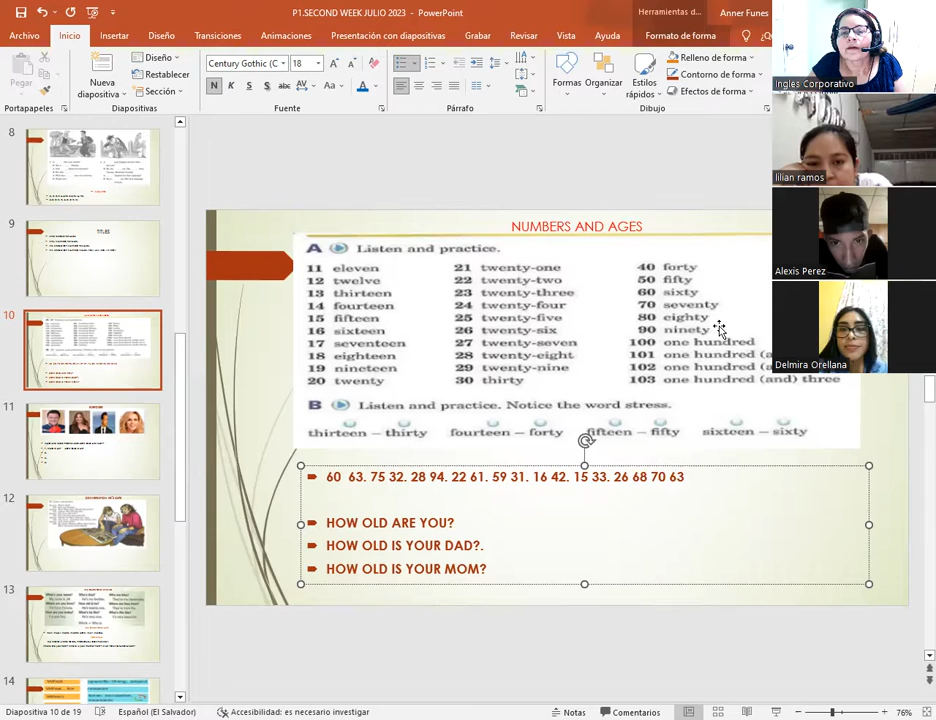 P1.SECOND WEEK JULIO 2023 - PowerPoint
Herramientas d...
Anner Funes
Archivo
Inicio
Insertar
Diseño
Transiciones
Animaciones
Presentación con diapositivas
Grabar
Revisar
Vista
Ayuda
Formato de forma
Pegar
Nueva diapositiva
Diseño
Restablecer
Sección
Century Gothic (C
18
N
K
S
S
ab
AV
Aa
A
Formas
Organizar
Estilos rápidos
Relleno de forma
Contorno de forma
Efectos de forma
Portapapeles
Diapositivas
Fuente
Párrafo
Dibujo
Ingles Corporativo
lilian ramos
Alexis Perez
Delmira Orellana
8
9
10
11
12
13
14
NUMBERS AND AGES
A Listen and practice.
11 eleven 21 twenty-one 40 forty
12 twelve 22 twenty-two 50 fifty
13 thirteen 23 twenty-three 60 sixty
14 fourteen 24 twenty-four 70 seventy
15 fifteen 25 twenty-five 80 eighty
16 sixteen 26 twenty-six 90 ninety
17 seventeen 27 twenty-seven 100 one hundred
18 eighteen 28 twenty-eight 101 one hundred (a
19 nineteen 29 twenty-nine 102 one hundred (a
20 twenty 30 thirty 103 one hundred (and) three
B Listen and practice. Notice the word stress.
thirteen – thirty fourteen – forty fifteen – fifty sixteen – sixty
60 63. 75 32. 28 94. 22 61. 59 31. 16 42. 15 33. 26 68 70 63
HOW OLD ARE YOU?
HOW OLD IS YOUR DAD?.
HOW OLD IS YOUR MOM?
Diapositiva 10 de 19
Español (El Salvador)
Accesibilidad: es necesario investigar
Notas
Comentarios
76%